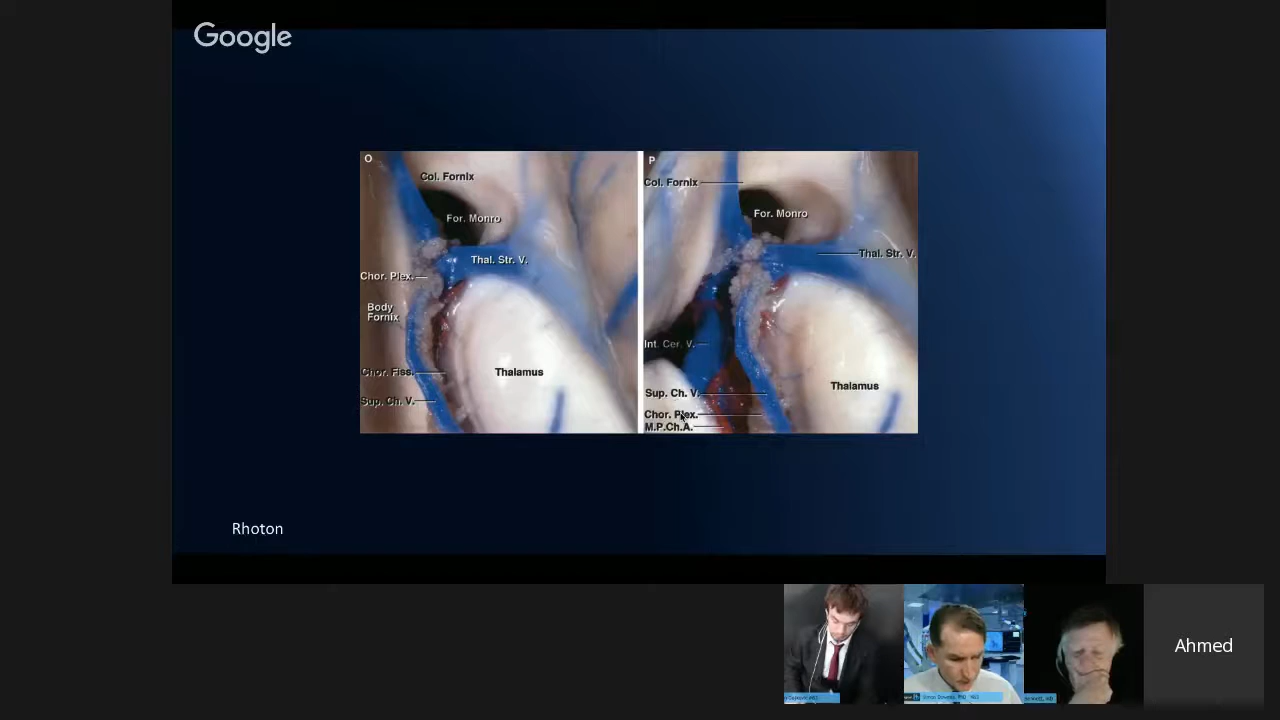 Google
O
Col. Fornix
For. Monro
Thal. Str. V.
Chor. Plex.
Body
Fornix
Chor. Fiss.
Thalamus
Sup. Ch. V.
P
Col. Fornix
For. Monro
Thal. Str. V.
Int. Cer. V.
Thalamus
Sup. Ch. V.
Chor. Plex.
M.P.Ch.A.
Rhoton
Ahmed